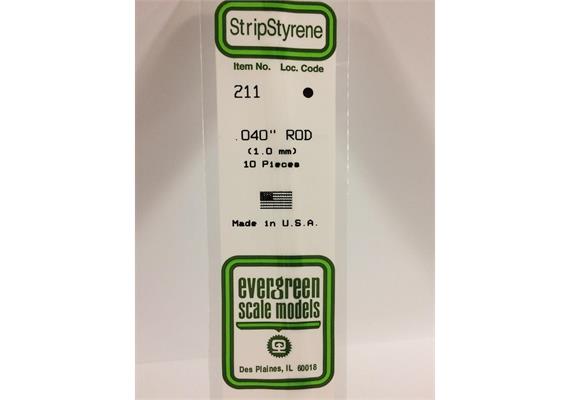 StripStyrene
Item No. Loc. Code
211 ●
.040" ROD
(1.0 mm)
10 Pieces
Made in U.S.A.
evergreen
scale models
Des Plaines, IL 60018